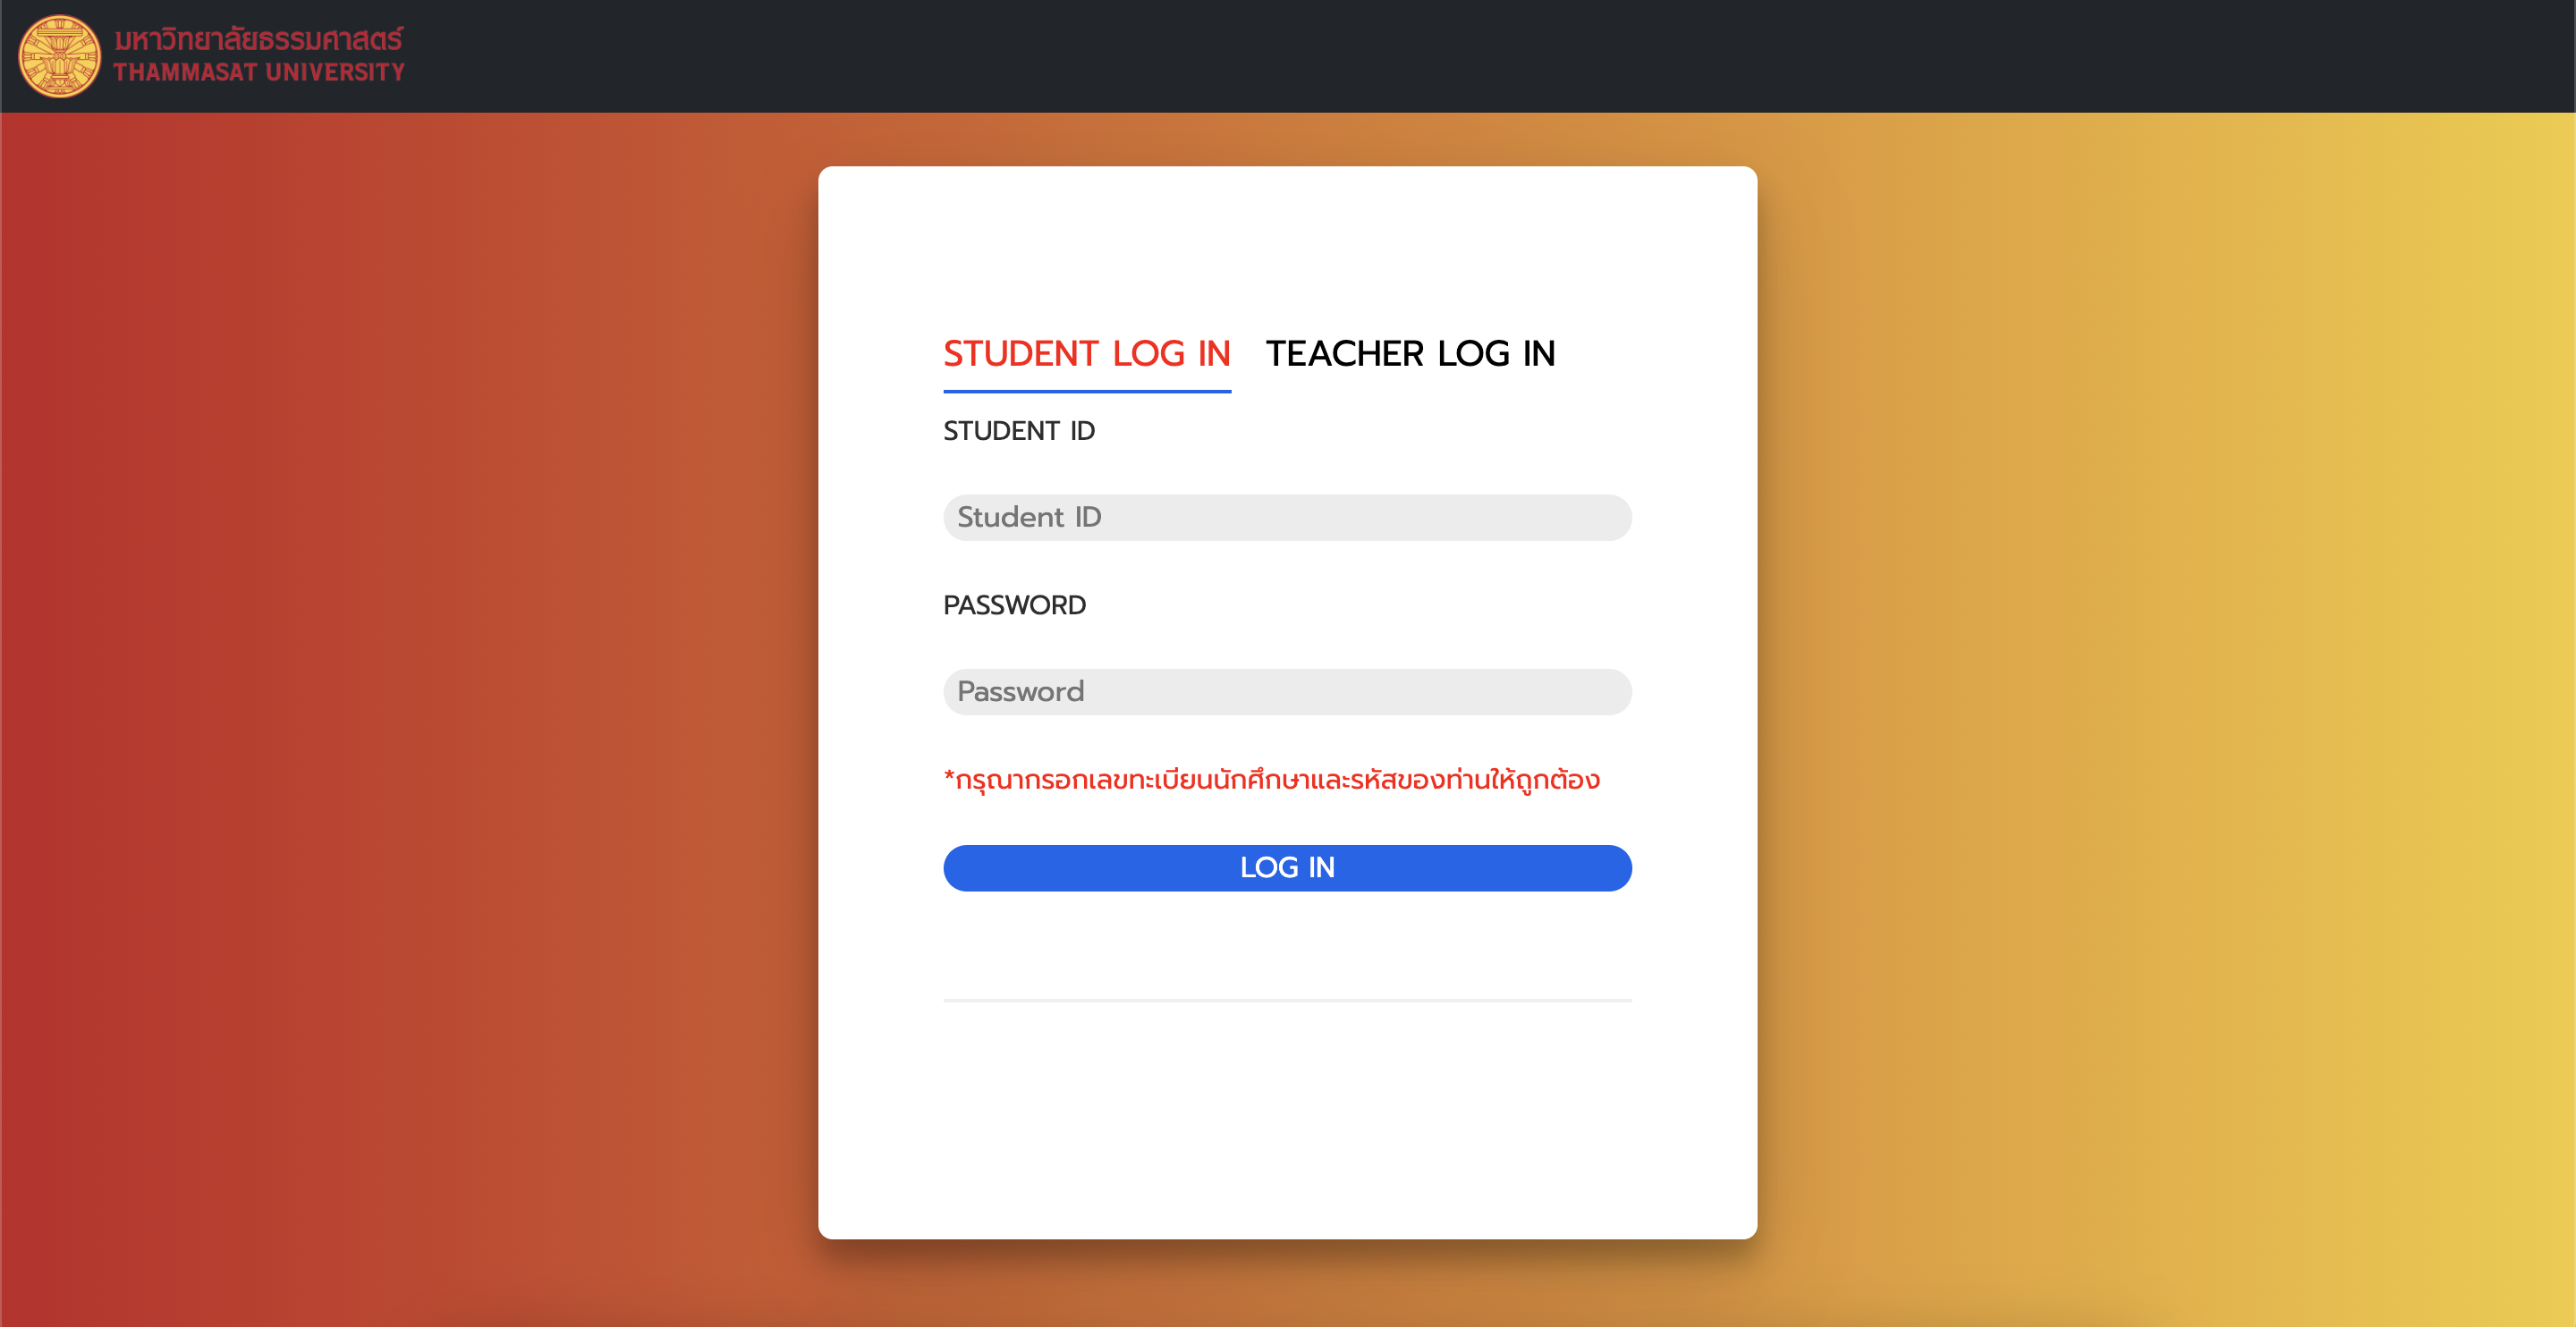 มหาวิทยาลัยธรรมศาสตร์
THAMMASAT UNIVERSITY
STUDENT LOG IN TEACHER LOG IN
STUDENT ID
Student ID
PASSWORD
Password
*กรุณากรอกเลขทะเบียนนักศึกษาและรหัสของท่านให้ถูกต้อง
LOG IN